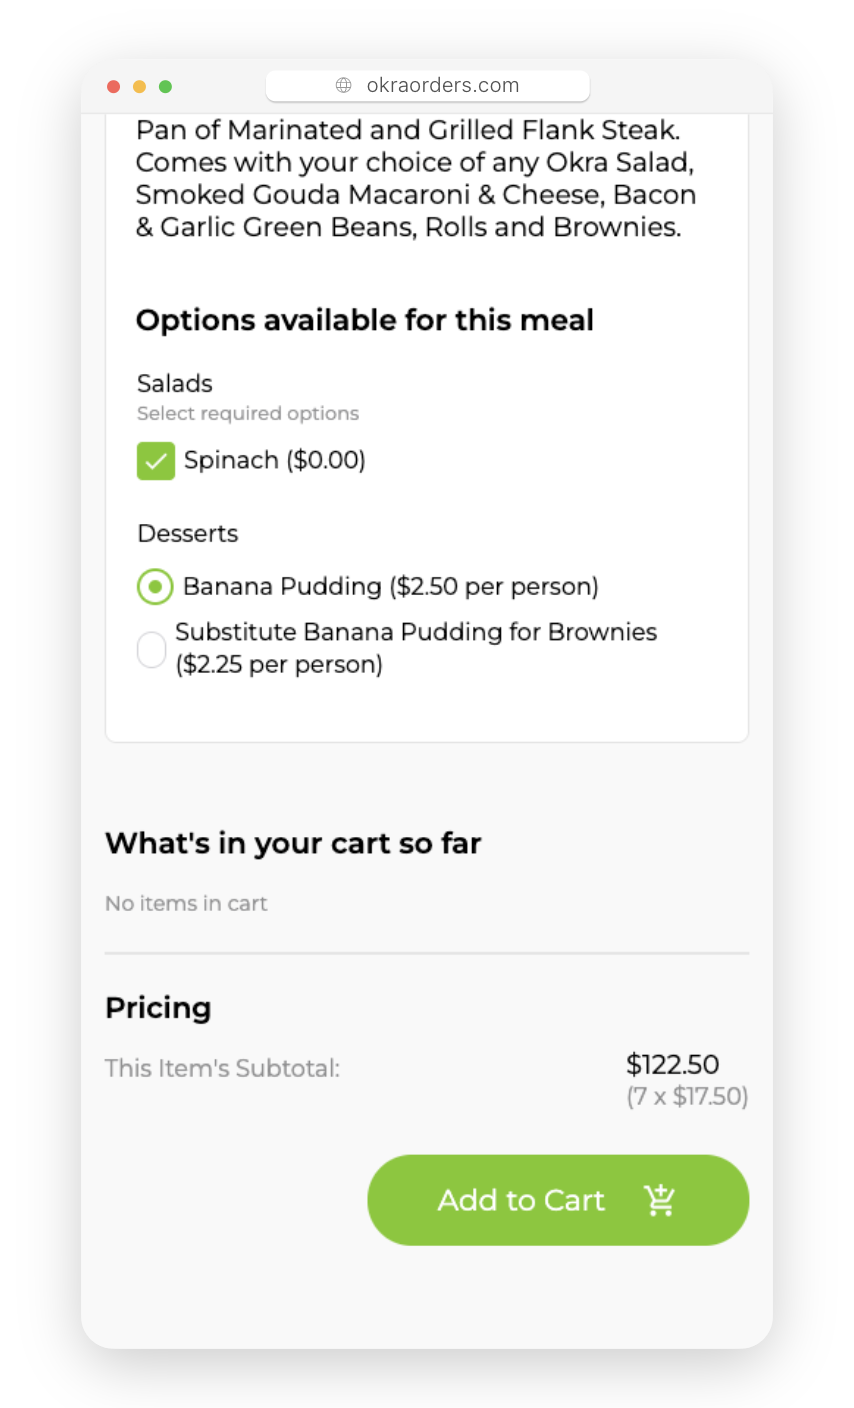 okraorders.com
Pan of Marinated and Grilled Flank Steak.
Comes with your choice of any Okra Salad,
Smoked Gouda Macaroni & Cheese, Bacon
& Garlic Green Beans, Rolls and Brownies.
Options available for this meal
Salads
Select required options
Spinach ($0.00)
Desserts
Banana Pudding ($2.50 per person)
Substitute Banana Pudding for Brownies
($2.25 per person)
What's in your cart so far
No items in cart
Pricing
This Item's Subtotal:
$122.50
(7 x $17.50)
Add to Cart